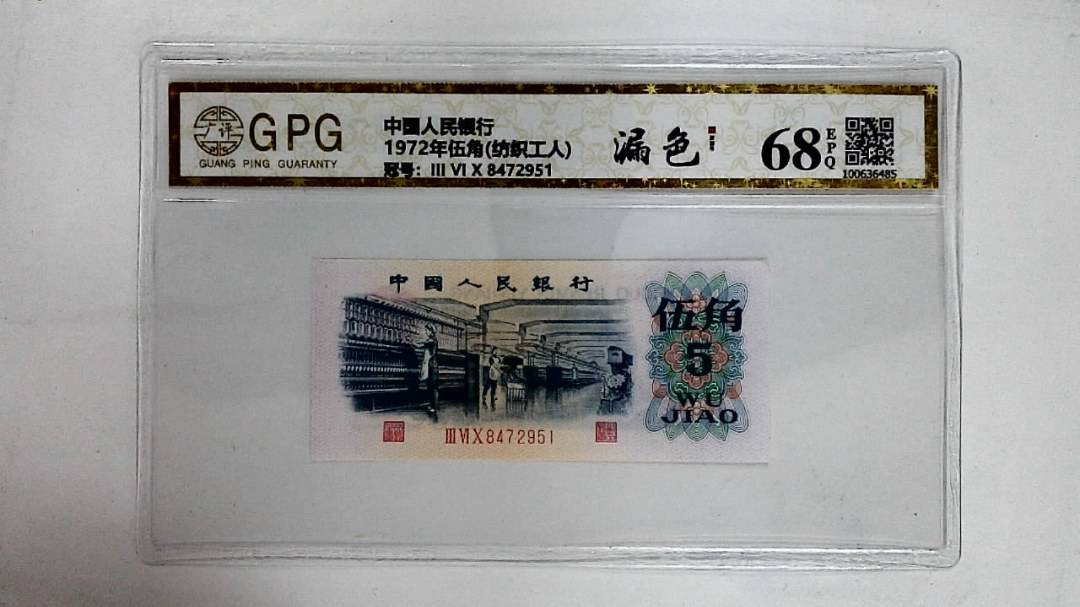 广评
GPG
GUANG PING GUARANTY
中国人民银行
1972年伍角(纺织工人)
冠号: III VI X 8472951
漏色
68
EPQ
100636485
中國人民銀行
伍角
5
WU
JIAO
III VI X 8472951